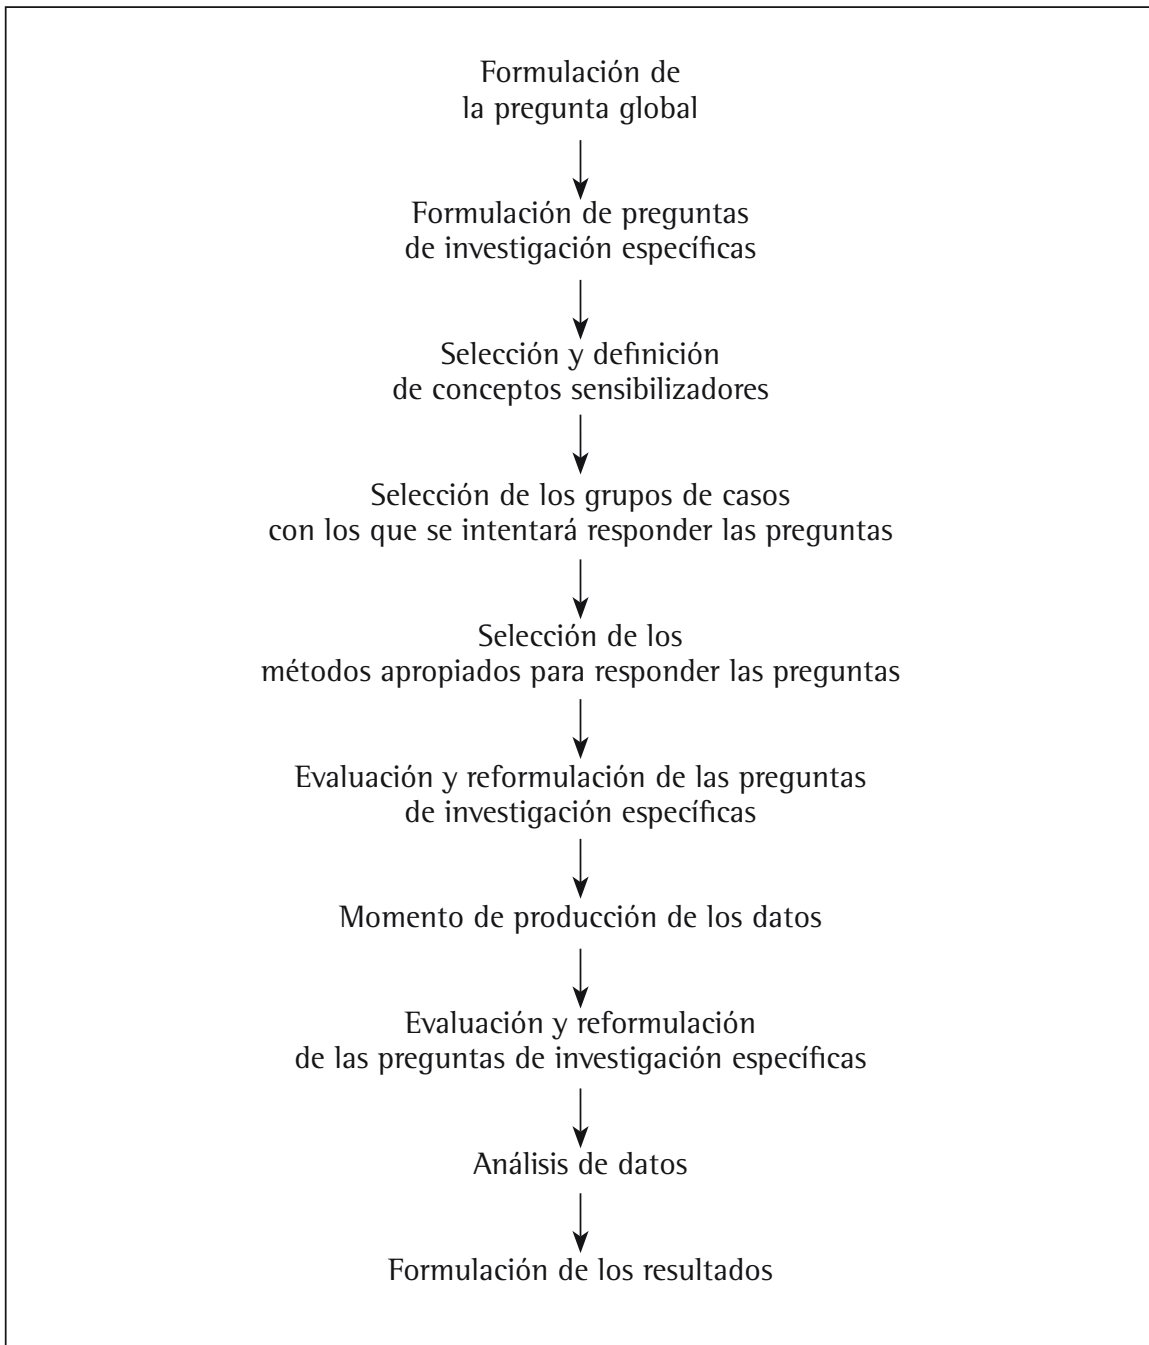 Formulación de
la pregunta global
Formulación de preguntas
de investigación específicas
Selección y definición
de conceptos sensibilizadores
Selección de los grupos de casos
con los que se intentará responder las preguntas
Selección de los
métodos apropiados para responder las preguntas
Evaluación y reformulación de las preguntas
de investigación específicas
Momento de producción de los datos
Evaluación y reformulación
de las preguntas de investigación específicas
Análisis de datos
Formulación de los resultados